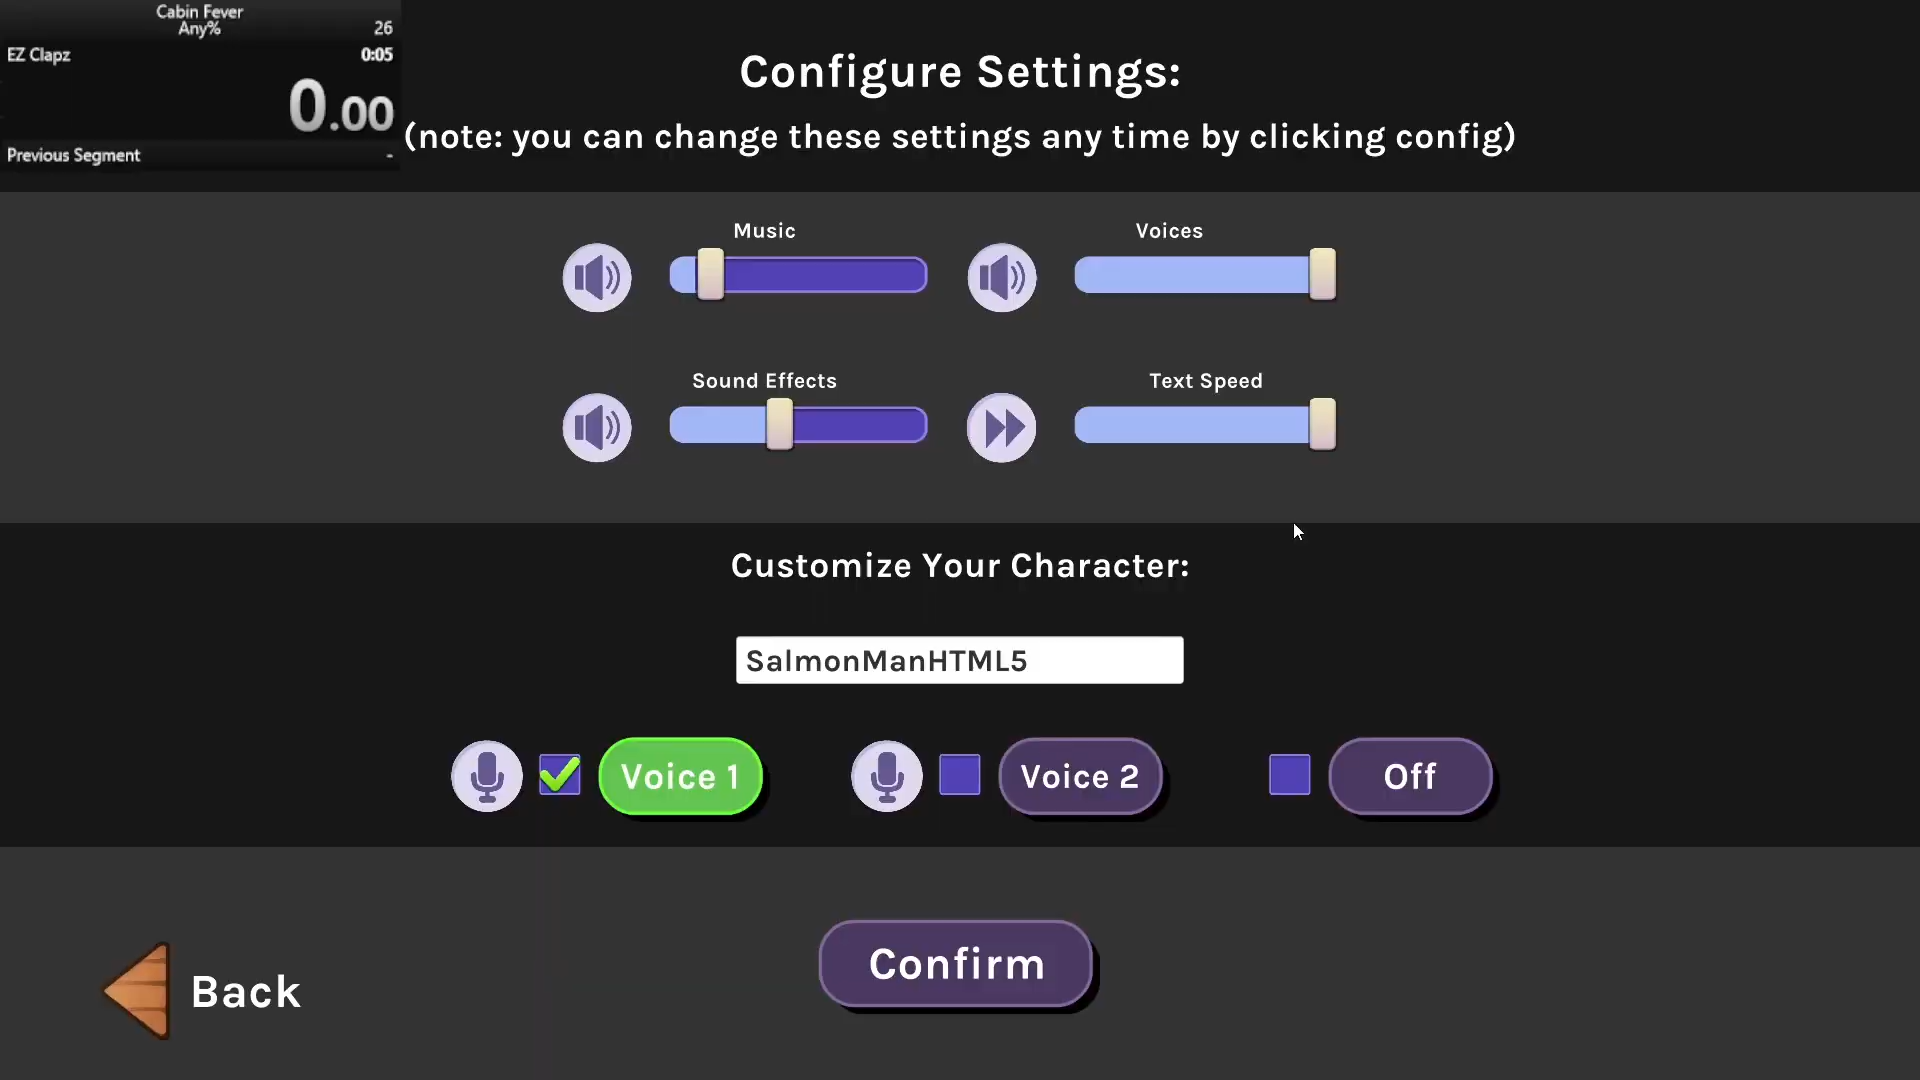 Cabin Fever
Any%
26
EZ Clapz 0:05
0.00
Previous Segment -
Configure Settings:
(note: you can change these settings any time by clicking config)
Music Voices
Sound Effects Text Speed
Customize Your Character:
SalmonManHTML5
Voice 1 Voice 2 Off
Confirm
Back